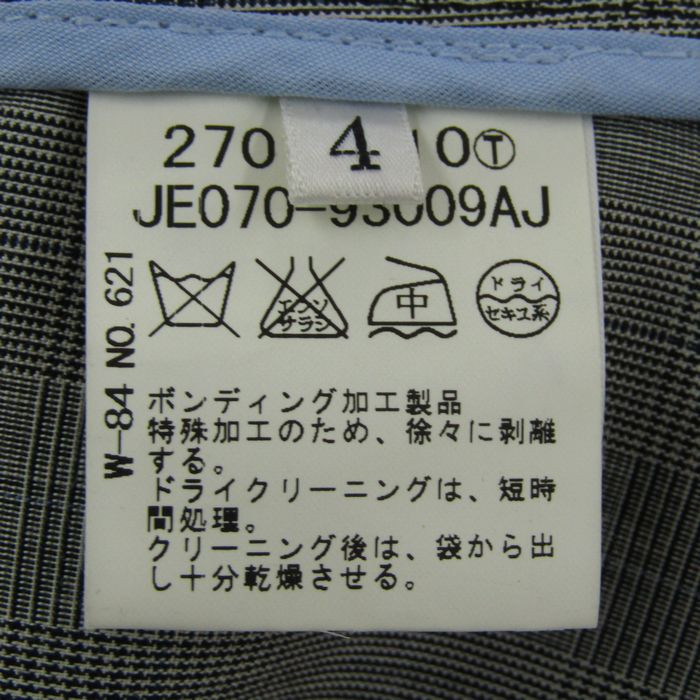 4
270 10Ⓣ
JE070-93009AJ
エンソ
サラシ
中
ドライ
セキユ系
W-84 NO. 621
ボンディング加工製品
特殊加工のため、徐々に剥離
する。
ドライクリーニングは、短時
間処理。
クリーニング後は、袋から出
し十分乾燥させる。